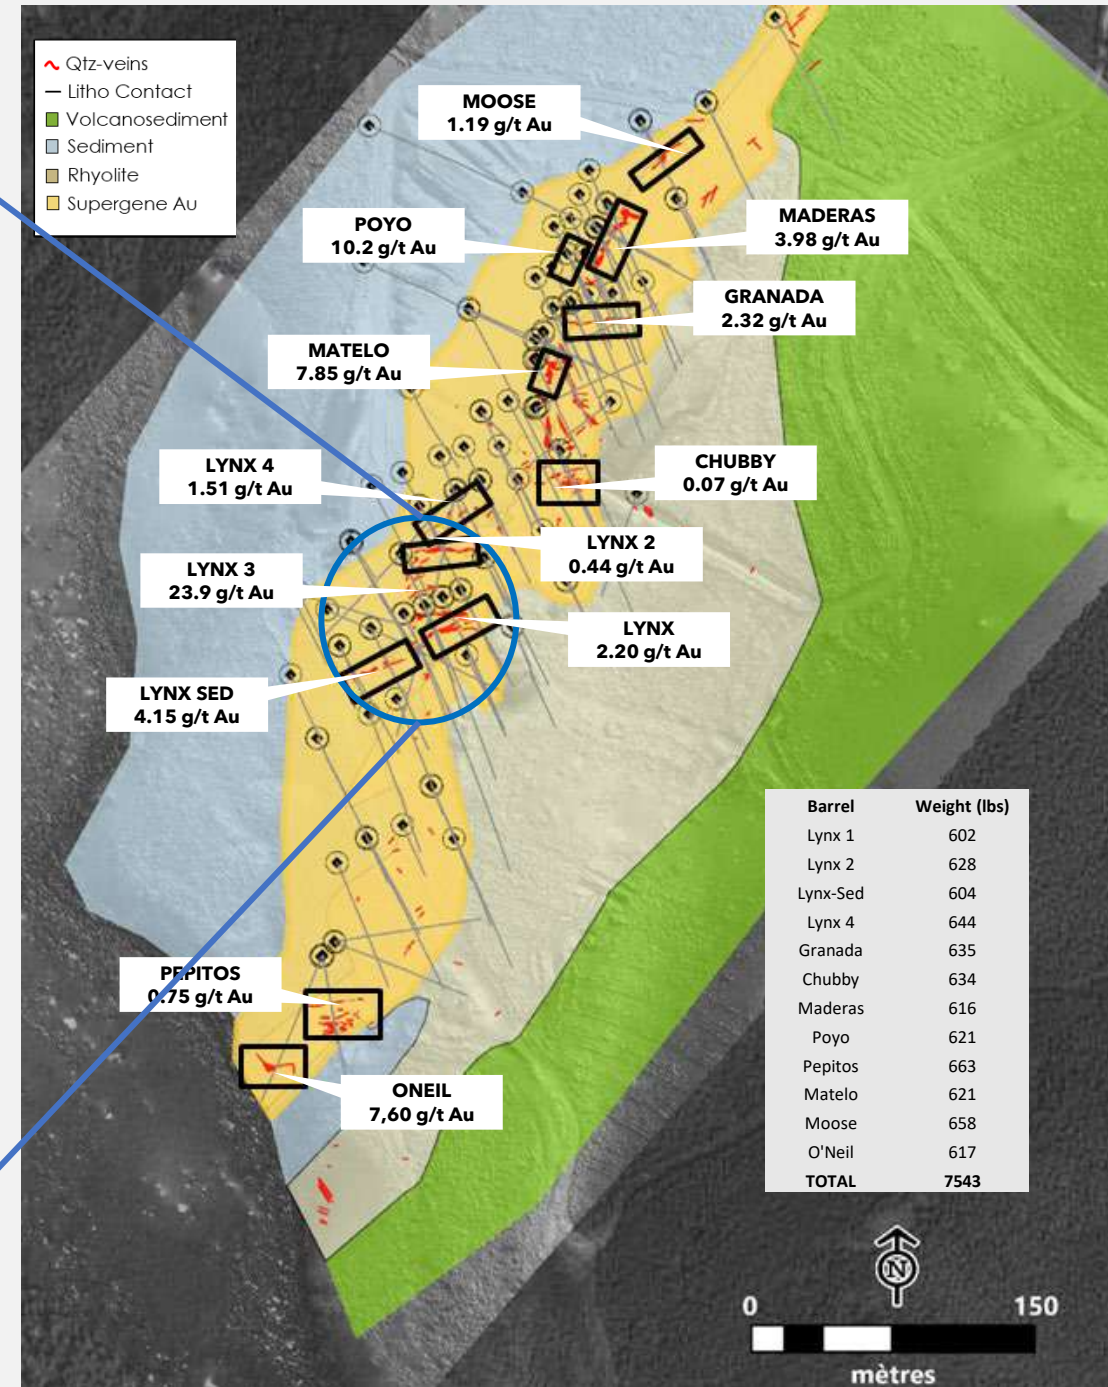 Qtz-veins
Litho Contact
Volcanosediment
Sediment
Rhyolite
Supergene Au
MOOSE
1.19 g/t Au
POYO
10.2 g/t Au
MADERAS
3.98 g/t Au
GRANADA
2.32 g/t Au
MATELO
7.85 g/t Au
LYNX 4
1.51 g/t Au
CHUBBY
0.07 g/t Au
LYNX 2
0.44 g/t Au
LYNX 3
23.9 g/t Au
LYNX
2.20 g/t Au
LYNX SED
4.15 g/t Au
PEPITOS
0.75 g/t Au
ONEIL
7,60 g/t Au
Barrel Weight (lbs)
Lynx 1 602
Lynx 2 628
Lynx-Sed 604
Lynx 4 644
Granada 635
Chubby 634
Maderas 616
Poyo 621
Pepitos 663
Matelo 621
Moose 658
O'Neil 617
TOTAL 7543
N
0 150
mètres